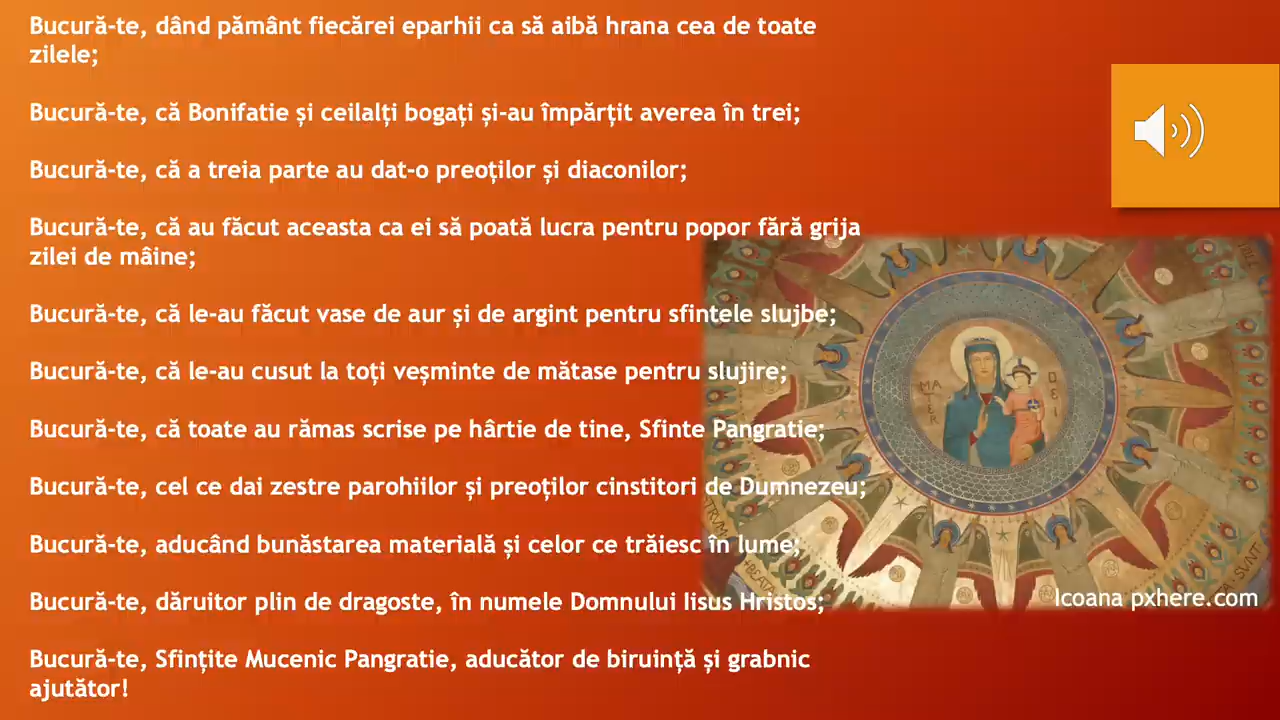 Bucură-te, dând pământ fiecărei eparhii ca să aibă hrana cea de toate
zilele;
Bucură-te, că Bonifatie și ceilalți bogați și-au împărțit averea în trei;
Bucură-te, că a treia parte au dat-o preoților și diaconilor;
Bucură-te, că au făcut aceasta ca ei să poată lucra pentru popor fără grija
zilei de mâine;
Bucură-te, că le-au făcut vase de aur și de argint pentru sfintele slujbe;
Bucură-te, că le-au cusut la toți veșminte de mătase pentru slujire;
Bucură-te, că toate au rămas scrise pe hârtie de tine, Sfinte Pangratie;
Bucură-te, cel ce dai zestre parohiilor și preoților cinstitori de Dumnezeu;
Bucură-te, aducând bunăstarea materială și celor ce trăiesc în lume;
Bucură-te, dăruitor plin de dragoste, în numele Domnului Iisus Hristos;
Bucură-te, Sfințite Mucenic Pangratie, aducător de biruință și grabnic
ajutător!
MA
TER
DEI
SVNT
Icoana pxhere.com